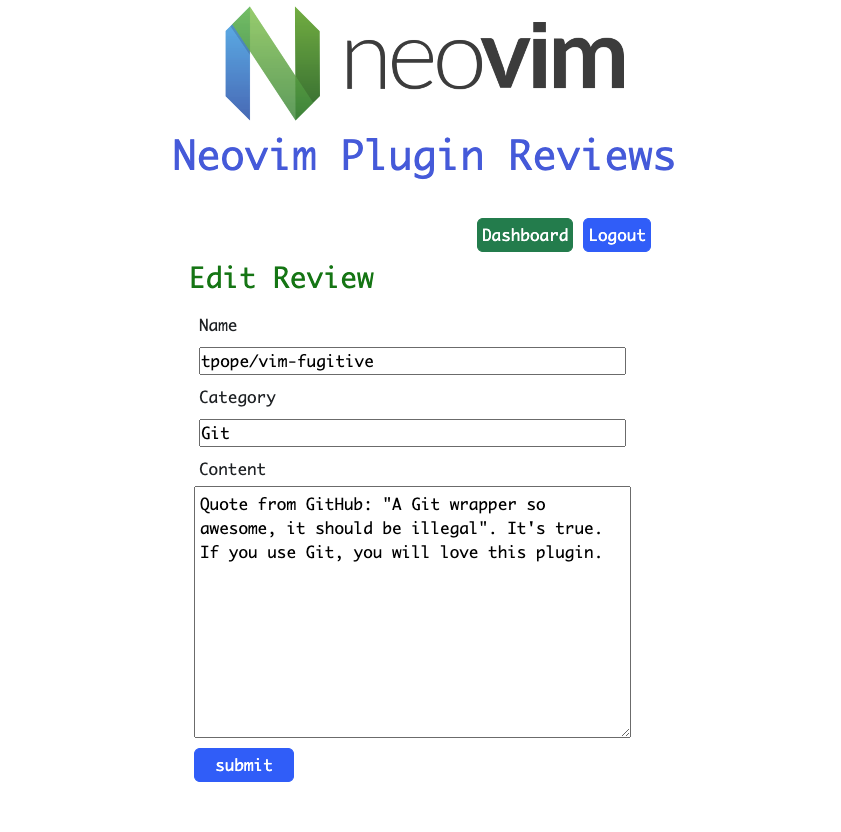 neovim
Neovim Plugin Reviews
Dashboard Logout
Edit Review
Name
tpope/vim-fugitive
Category
Git
Content
Quote from GitHub: "A Git wrapper so
awesome, it should be illegal". It's true.
If you use Git, you will love this plugin.
submit